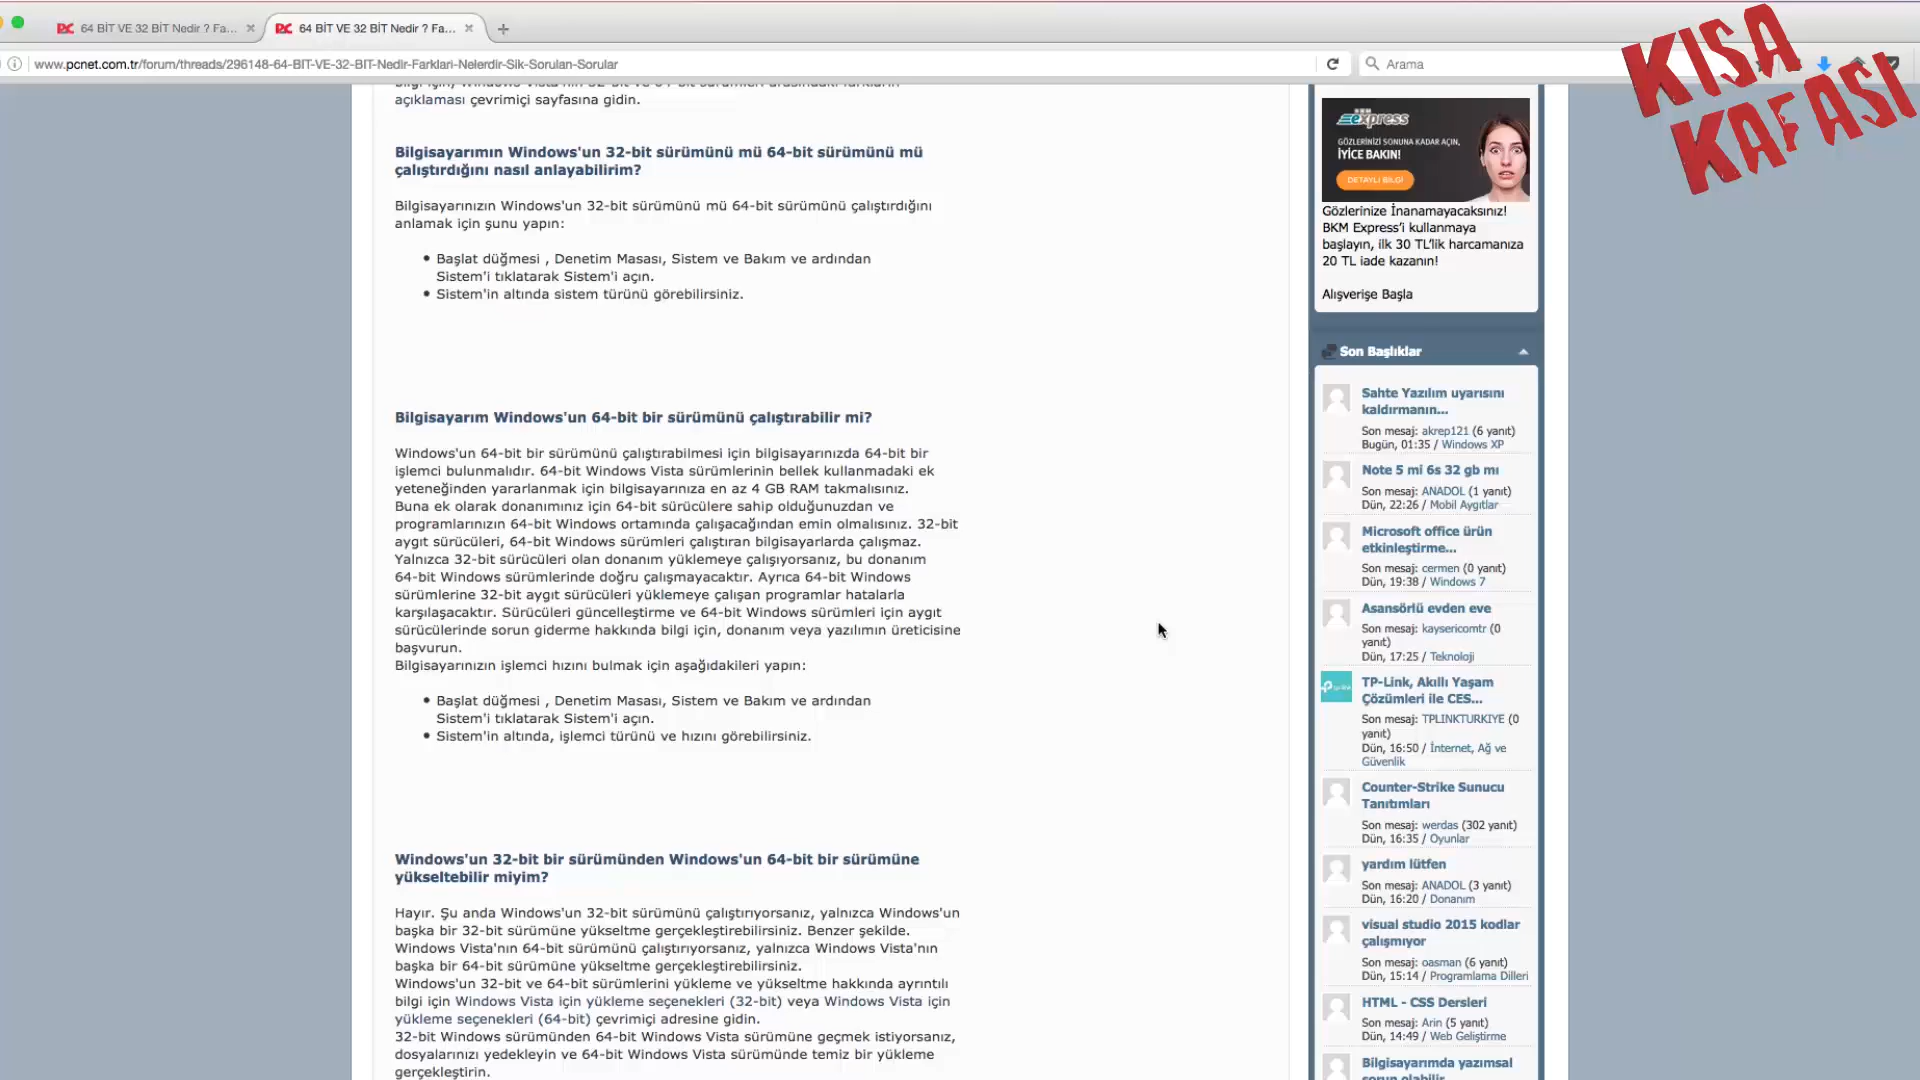 64 BİT VE 32 BİT Nedir ? Fa...
64 BİT VE 32 BİT Nedir ? Fa...
www.pcnet.com.tr/forum/threads/296148-64-BIT-VE-32-BIT-Nedir-Farklari-Nelerdir-Sik-Sorulan-Sorular
Arama
KISA
KAFASI
açıklaması çevrimiçi sayfasına gidin.
Bilgisayarımın Windows'un 32-bit sürümünü mü 64-bit sürümünü mü
çalıştırdığını nasıl anlayabilirim?
Bilgisayarınızın Windows'un 32-bit sürümünü mü 64-bit sürümünü çalıştırdığını
anlamak için şunu yapın:
• Başlat düğmesi , Denetim Masası, Sistem ve Bakım ve ardından
Sistem'i tıklatarak Sistem'i açın.
• Sistem'in altında sistem türünü görebilirsiniz.
Bilgisayarım Windows'un 64-bit bir sürümünü çalıştırabilir mi?
Windows'un 64-bit bir sürümünü çalıştırabilmesi için bilgisayarınızda 64-bit bir
işlemci bulunmalıdır. 64-bit Windows Vista sürümlerinin bellek kullanmadaki ek
yeteneğinden yararlanmak için bilgisayarınıza en az 4 GB RAM takmalısınız.
Buna ek olarak donanımınız için 64-bit sürücülere sahip olduğunuzdan ve
programlarınızın 64-bit Windows ortamında çalışacağından emin olmalısınız. 32-bit
aygıt sürücüleri, 64-bit Windows sürümleri çalıştıran bilgisayarlarda çalışmaz.
Yalnızca 32-bit sürücüleri olan donanım yüklemeye çalışıyorsanız, bu donanım
64-bit Windows sürümlerinde doğru çalışmayacaktır. Ayrıca 64-bit Windows
sürümlerine 32-bit aygıt sürücüleri yüklemeye çalışan programlar hatalarla
karşılaşacaktır. Sürücüleri güncelleştirme ve 64-bit Windows sürümleri için aygıt
sürücülerinde sorun giderme hakkında bilgi için, donanım veya yazılımın üreticisine
başvurun.
Bilgisayarınızın işlemci hızını bulmak için aşağıdakileri yapın:
• Başlat düğmesi , Denetim Masası, Sistem ve Bakım ve ardından
Sistem'i tıklatarak Sistem'i açın.
• Sistem'in altında, işlemci türünü ve hızını görebilirsiniz.
Windows'un 32-bit bir sürümünden Windows'un 64-bit bir sürümüne
yükseltebilir miyim?
Hayır. Şu anda Windows'un 32-bit sürümünü çalıştırıyorsanız, yalnızca Windows'un
başka bir 32-bit sürümüne yükseltme gerçekleştirebilirsiniz. Benzer şekilde.
Windows Vista'nın 64-bit sürümünü çalıştırıyorsanız, yalnızca Windows Vista'nın
başka bir 64-bit sürümüne yükseltme gerçekleştirebilirsiniz.
Windows'un 32-bit ve 64-bit sürümlerini yükleme ve yükseltme hakkında ayrıntılı
bilgi için Windows Vista için yükleme seçenekleri (32-bit) veya Windows Vista için
yükleme seçenekleri (64-bit) çevrimiçi adresine gidin.
32-bit Windows sürümünden 64-bit Windows Vista sürümüne geçmek istiyorsanız,
dosyalarınızı yedekleyin ve 64-bit Windows Vista sürümünde temiz bir yükleme
gerçekleştirin.
BKM
express
GÖZLERİNİZİ SONUNA KADAR AÇIN,
İYİCE BAKIN!
DETAYLI BİLGİ
Gözlerinize İnanamayacaksınız!
BKM Express'i kullanmaya
başlayın, ilk 30 TL'lik harcamanıza
20 TL iade kazanın!
Alışverişe Başla
Son Başlıklar
Sahte Yazılım uyarısını
kaldırmanın...
Son mesaj: akrep121 (6 yanıt)
Bugün, 01:35 / Windows XP
Note 5 mi 6s 32 gb mı
Son mesaj: ANADOL (1 yanıt)
Dün, 22:26 / Mobil Aygıtlar
Microsoft office ürün
etkinleştirme...
Son mesaj: cermen (0 yanıt)
Dün, 19:38 / Windows 7
Asansörlü evden eve
Son mesaj: kaysericomtr (0
yanıt)
Dün, 17:25 / Teknoloji
TP-Link, Akıllı Yaşam
Çözümleri ile CES...
Son mesaj: TPLINKTURKIYE (0
yanıt)
Dün, 16:50 / İnternet, Ağ ve
Güvenlik
Counter-Strike Sunucu
Tanıtımları
Son mesaj: werdas (302 yanıt)
Dün, 16:35 / Oyunlar
yardım lütfen
Son mesaj: ANADOL (3 yanıt)
Dün, 16:20 / Donanım
visual studio 2015 kodlar
çalışmıyor
Son mesaj: oasman (6 yanıt)
Dün, 15:14 / Programlama Dilleri
HTML - CSS Dersleri
Son mesaj: Arin (5 yanıt)
Dün, 14:49 / Web Geliştirme
Bilgisayarımda yazımsal